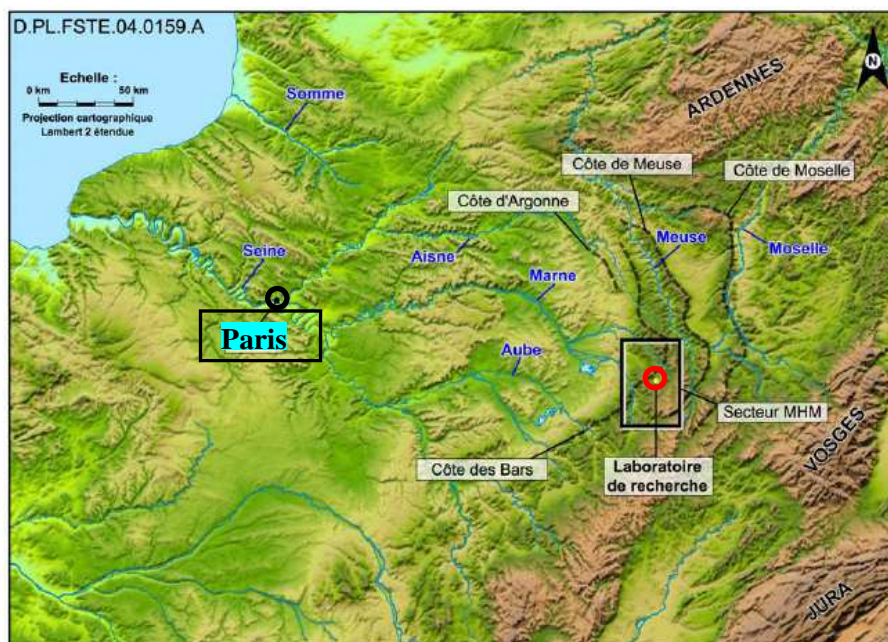 D.PL.FSTE.04.0159.A
Echelle :
0 km 50 km
Projection cartographique
Lambert 2 étendue
N
Somme
ARDENNES
Côte de Meuse
Côte de Moselle
Côte d'Argonne
Seine
Aisne
Meuse
Moselle
Marne
Paris
Aube
Secteur MHM
VOSGES
Côte des Bars
Laboratoire
de recherche
JURA